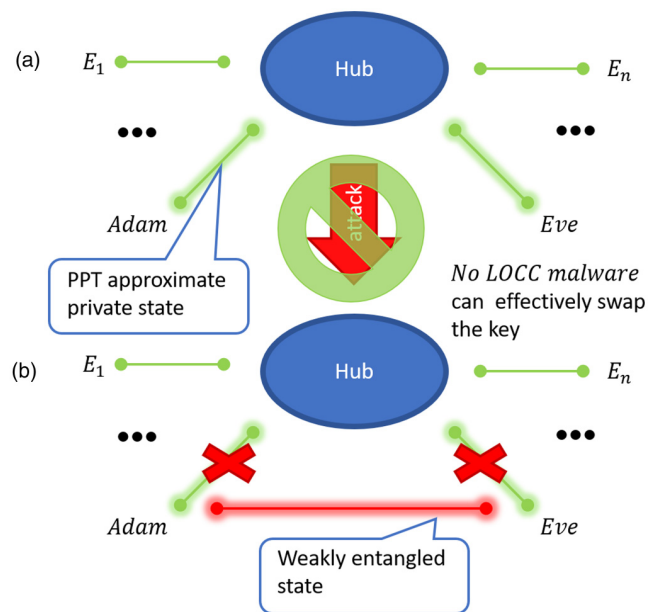 (a)
E₁
Hub
Eₙ
•••
•••
Adam
attack
Eve
PPT approximate
private state
No LOCC malware
can effectively swap
the key
(b)
E₁
Hub
Eₙ
•••
•••
Adam
Eve
Weakly entangled
state